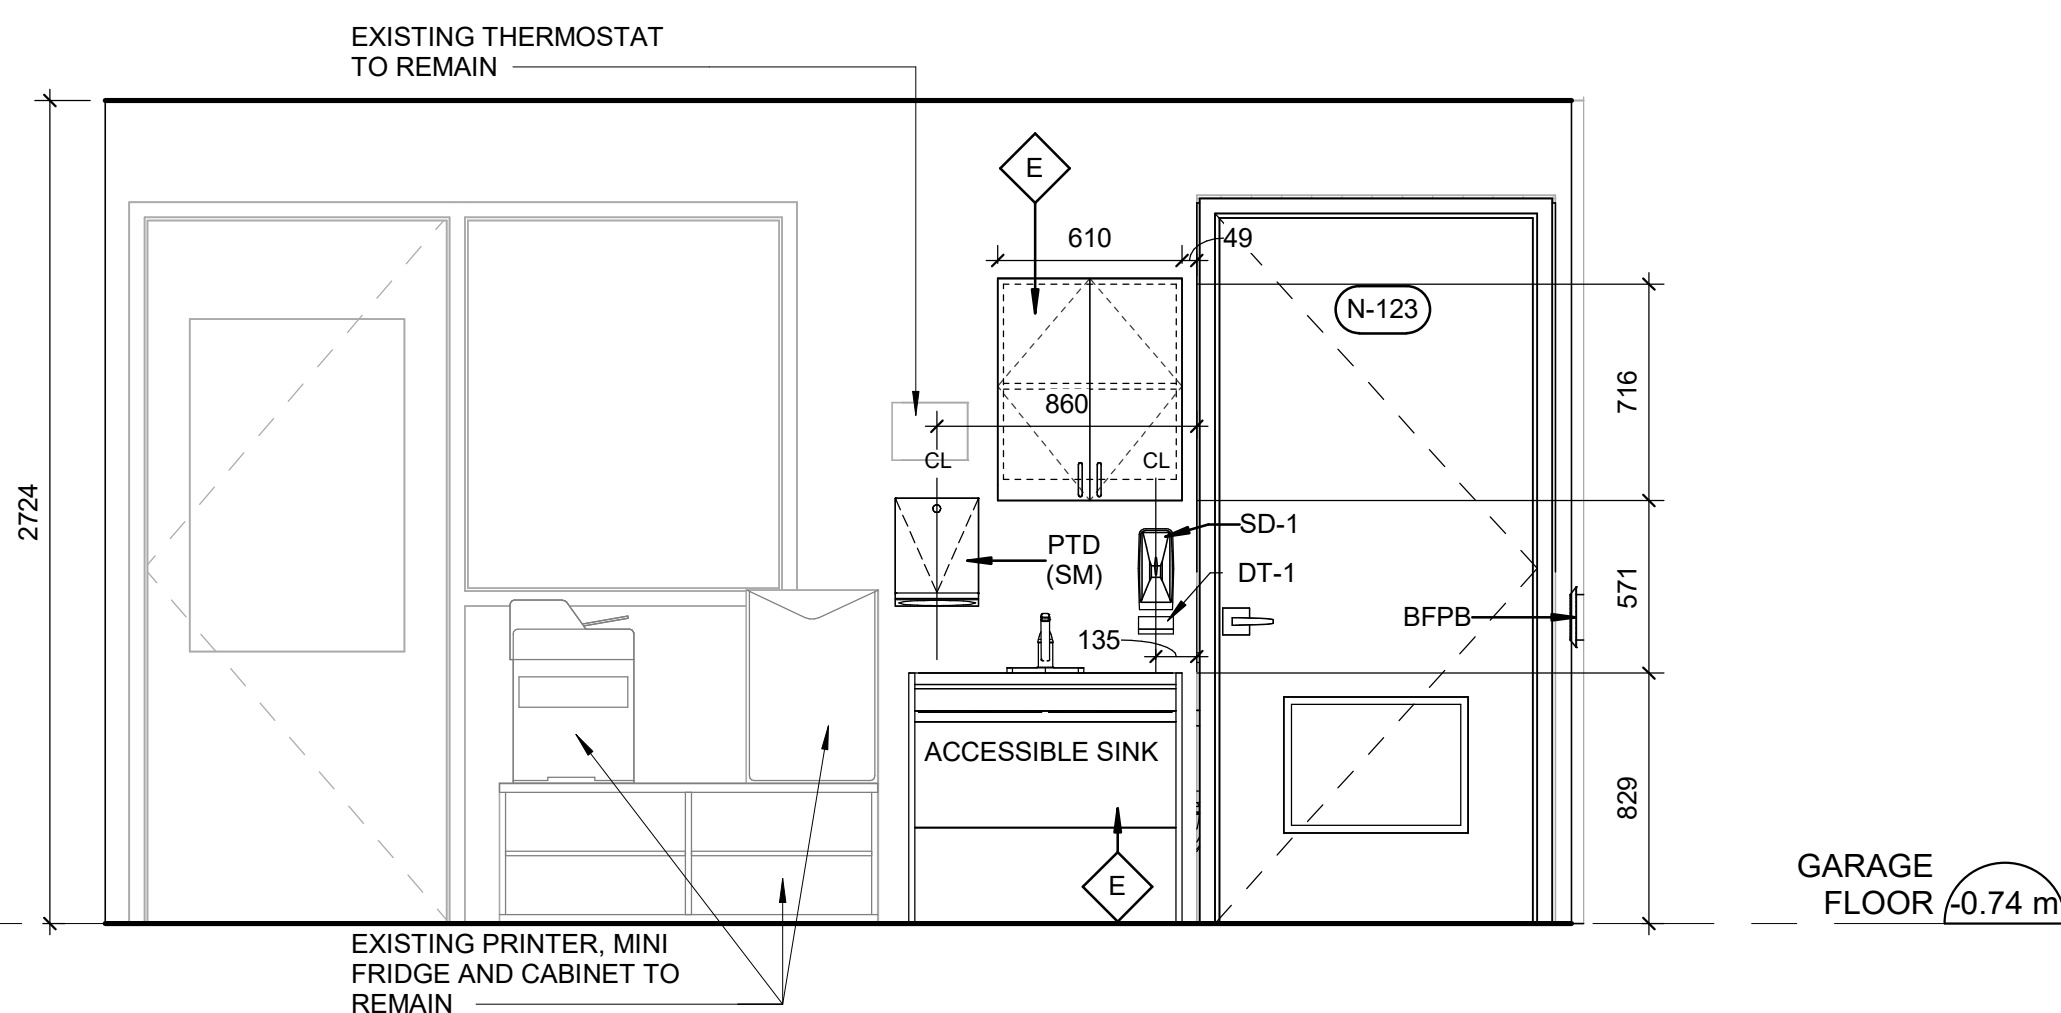 EXISTING THERMOSTAT
TO REMAIN
E
610
49
N-123
716
860
CL
CL
2724
SD-1
PTD
(SM)
DT-1
571
BFPB
135
ACCESSIBLE SINK
829
E
GARAGE
FLOOR
-0.74 m
EXISTING PRINTER, MINI
FRIDGE AND CABINET TO
REMAIN